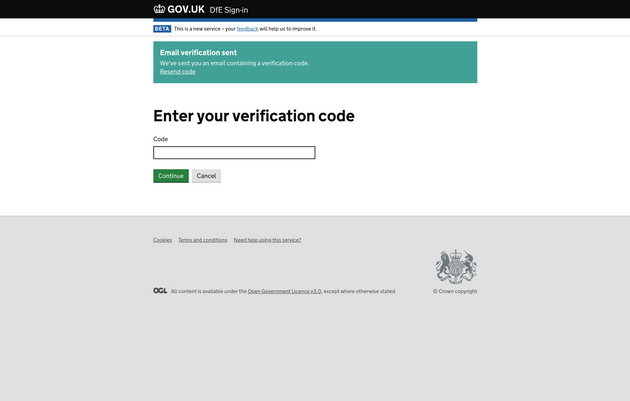 GOV.UK DfE Sign-in
BETA This is a new service – your feedback will help us to improve it.
Email verification sent
We've sent you an email containing a verification code.
Resend code
Enter your verification code
Code
Continue Cancel
Cookies Terms and conditions Need help using this service?
OGL All content is available under the Open Government Licence v3.0, except where otherwise stated
© Crown copyright